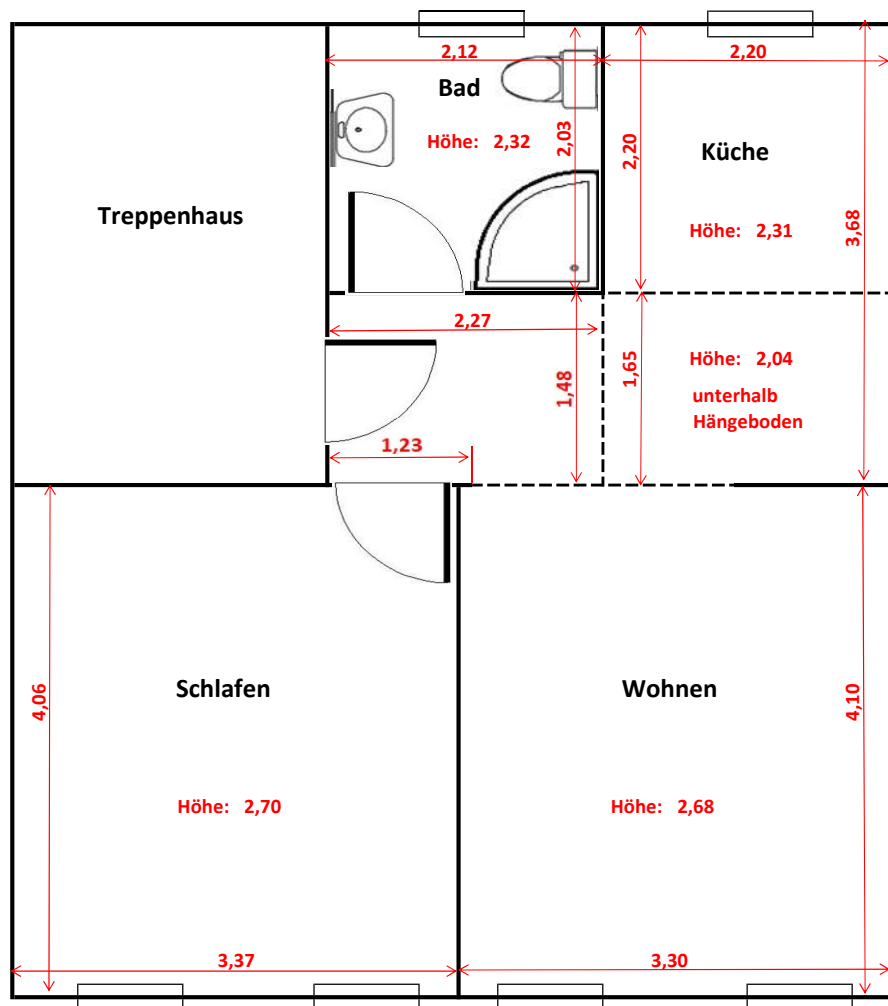 2,12
2,20
Bad
Höhe: 2,32
2,03
2,20
Küche
3,68
Treppenhaus
Höhe: 2,31
2,27
1,48
1,65
Höhe: 2,04
unterhalb
Hängeboden
1,23
4,06
Schlafen
Wohnen
4,10
Höhe: 2,70
Höhe: 2,68
3,37
3,30